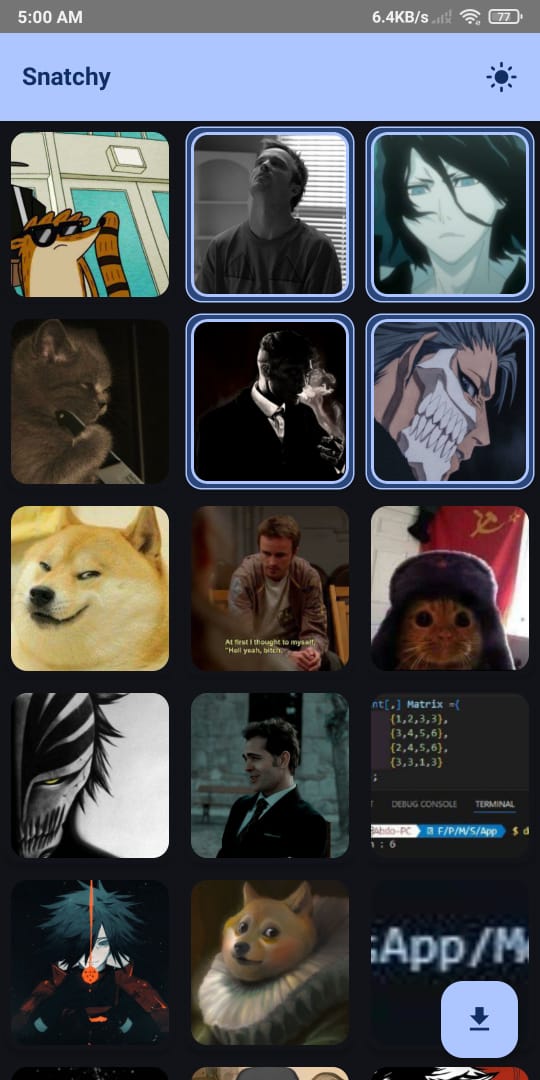 5:00 AM
6.4KB/s
77
Snatchy
At first I thought to myself,
"Hell yeah, bitch."
nt[,] Matrix ={
{1,2,3,3},
{3,4,5,6},
{2,4,5,6},
{3,3,1,3}
;
T DEBUG CONSOLE TERMINAL
Abdo-PC F/P/M/S/App $ d
: 6
App/M